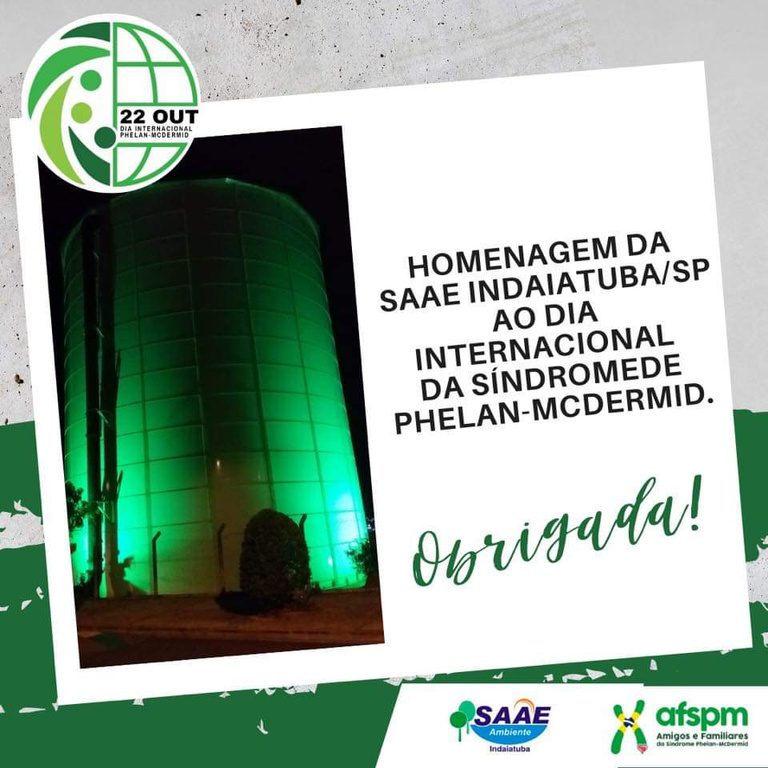 22 OUT
DIA INTERNACIONAL
PHELAN-MCDERMID
HOMENAGEM DA
SAAE INDAIATUBA/SP
AO DIA
INTERNACIONAL
DA SÍNDROMEDE
PHELAN-MCDERMID.
Obrigada!
SAAE
Ambiente
Indaiatuba
afspm
Amigos e Familiares
da Síndrome Phelan-McDermid